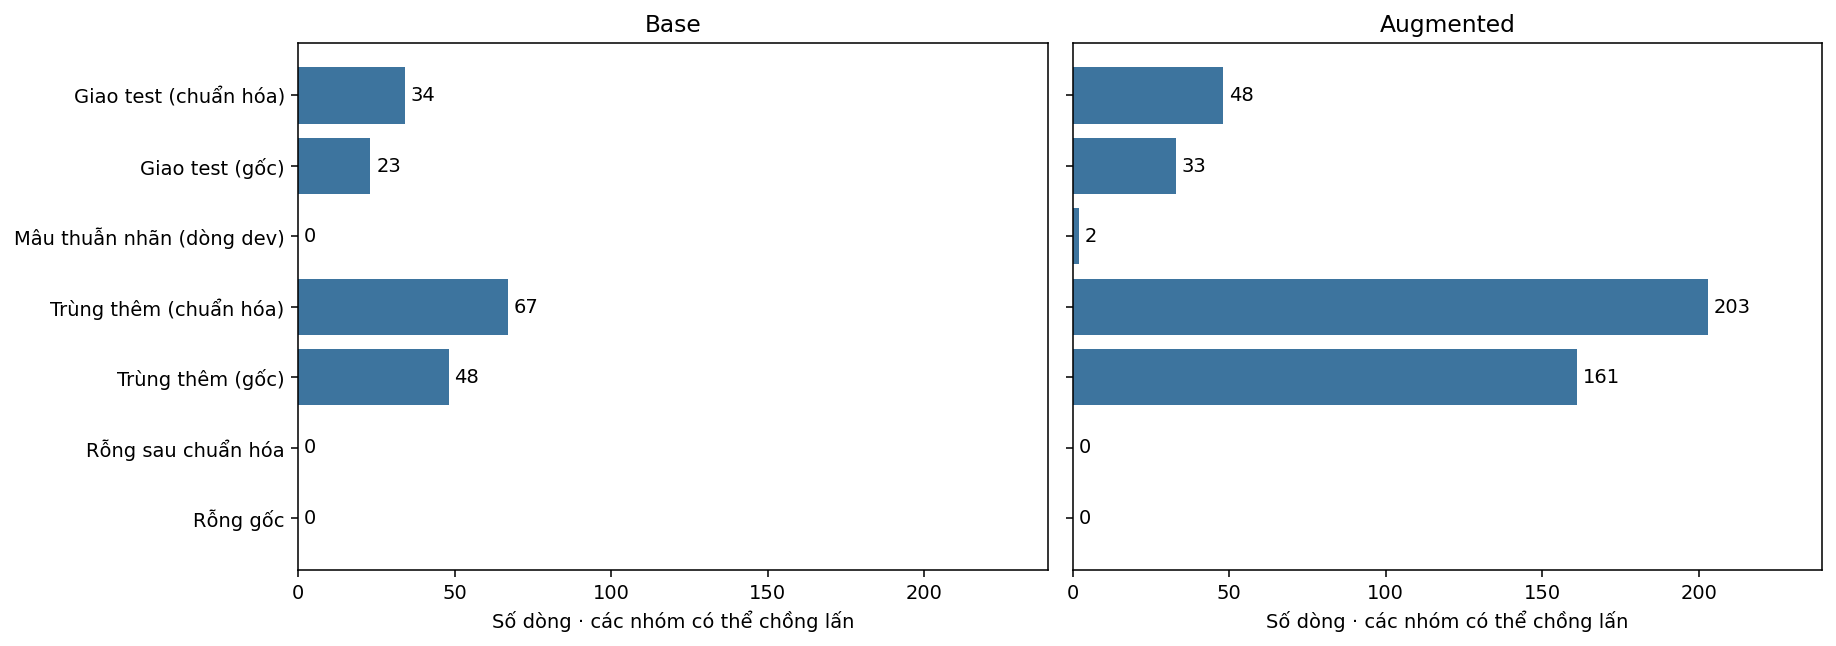 Base
Augmented
Giao test (chuẩn hóa)
34
48
Giao test (gốc)
23
33
Mâu thuẫn nhãn (dòng dev)
0
2
Trùng thêm (chuẩn hóa)
67
203
Trùng thêm (gốc)
48
161
Rỗng sau chuẩn hóa
0
0
Rỗng gốc
0
0
0 50 100 150 200
0 50 100 150 200
Số dòng · các nhóm có thể chồng lấn
Số dòng · các nhóm có thể chồng lấn